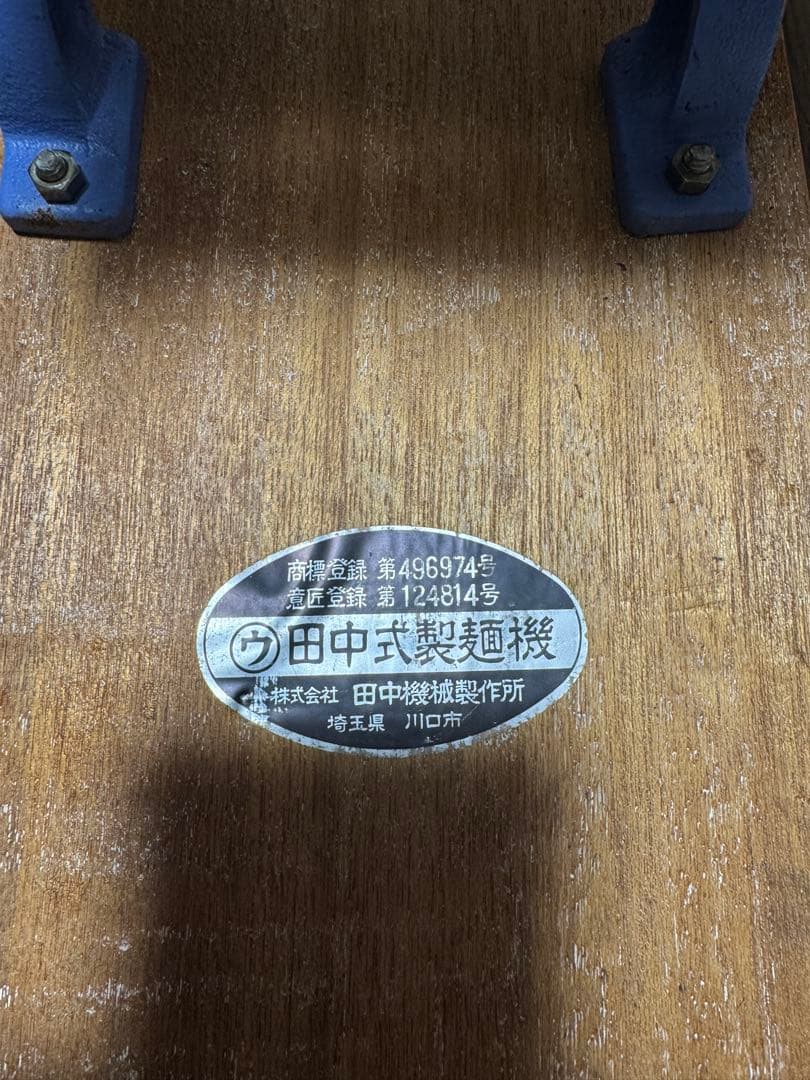 商標登録 第496974号
意匠登録 第124814号
㋒田中式製麺機
株式会社 田中機械製作所
埼玉県 川口市